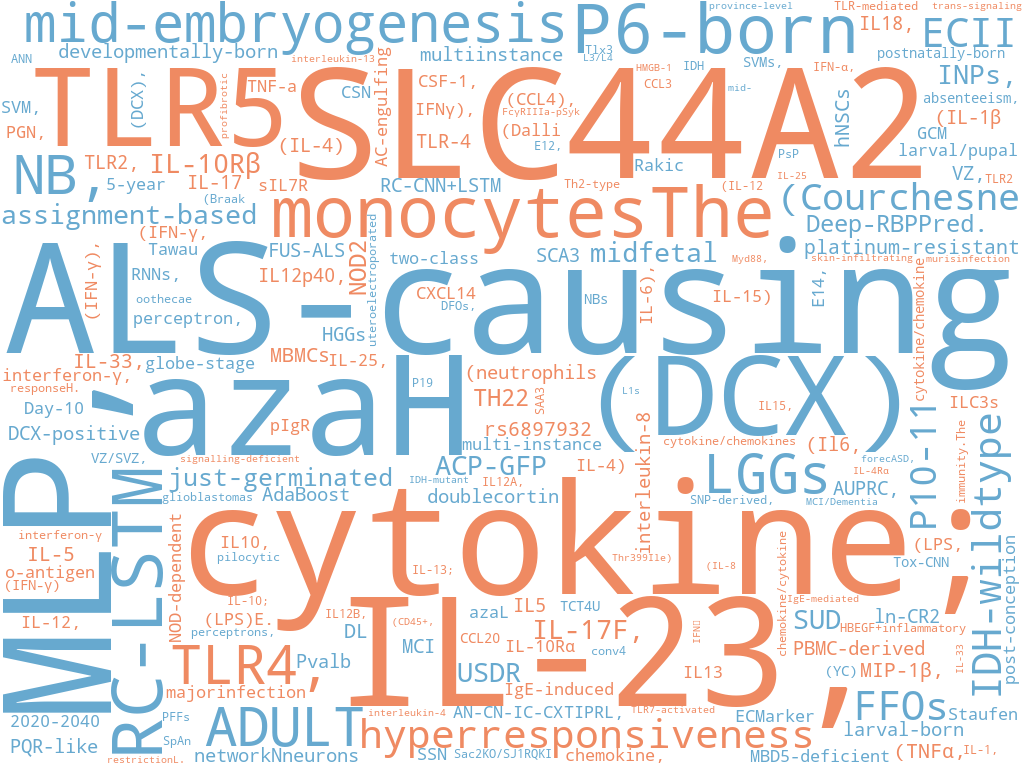 mid-embryogenesis
P6-born
province-level
TLR-mediated
trans-signaling
IL18,
ECII
ANN
developmentally-born
interleukin-13
multiinstance
Tlx3
L3/L4
postnatally-born
TLR5
SLC44A2
TNF-a
CSN
CSF-1,
HMGB-1
IDH
SVMs,
IFN-α,
INPs,
SVM,
(DCX),
profibrotic
AC-engulfing
IFNγ),
(CCL4),
CCL3
mid-
hNSCs
absenteeism,
PGN,
(IL-4)
TLR-4
FcγRIIIa-pSyk
(Dalli
E12,
GCM
(IL-1β
NB,
TLR2,
IL-10Rβ
Rakic
PsP
larval/pupal
5-year
IL-17
sIL7R
RC-CNN+LSTM
Th2-type
IL-25
(IL-12
VZ,
TLR2
(Braak
assignment-based
monocytesThe
(Courchesne
(IFN-γ,
Deep-RBPPred.
Tawau
FUS-ALS
NOD2
uteroelectroporated
two-class
SCA3
midfetal
platinum-resistant
Myd88,
skin-infiltrating
murisinfection
ALS-causing
(IFN-γ),
RNNs,
IL12p40,
oothecae
perceptron,
CXCL14
DFOs,
NBs
IL-6),
IL-15)
E14,
cytokine/chemokine
HGGs
MBMCs
IL-25,
IL-33,
globe-stage
interferon-γ,
responseH.
azaH
P19
(neutrophils
(DCX)
L1s
,
Day-10
TH22
SAA3
IL15,
ILC3s
DCX-positive
pIgR
rs6897932
interleukin-8
cytokine/chemokines
(Il6,
P10-11
immunity.The
IDH-wildtype
VZ/SVZ,
signalling-deficient
multi-instance
forecASD,
MLP
RC-LSTM
just-germinated
IDH-mutant
ACP-GFP
IL-4)
LGGs
IL-4Rα
IL12A,
glioblastomas
AdaBoost
doublecortin
SNP-derived,
AUPRC,
MCI/Dementia
cytokine,
;
interferon-γ
NOD-dependent
IL10,
IL-5
pilocytic
IL-13;
Thr399Ile)
(IL-8
chemokine/cytokine
(LPS,
Tox-CNN
post-conception
o-antigen
(IFN-γ)
IL-10;
IL-23,
IgE-mediated
IL-12,
(LPS)E.
IL12B,
(CD45+,
azaL
IL5
TCT4U
SUD
ln-CR2
perceptrons,
DL
MCI
CCL20
IL-17F,
HBEGF+inflammatory
IL-10Rα
conv4
PBMC-derived
IL-33
TLR4,
Pvalb
USDR
IL13
(YC)
MIP-1β,
majorinfection
IgE-induced
FFOs
2020-2040
PFFs
ADULT
interleukin-4
AN-CN-IC-CXTIPRL,
TLR7-activated
ECMarker
Staufen
larval-born
PQR-like
SpAn
hyperresponsiveness
restrictionL.
networkNneurons
SSN
Sac2KO/SJ1RQKI
chemokine,
MBD5-deficient
(TNFα,
IL-1,